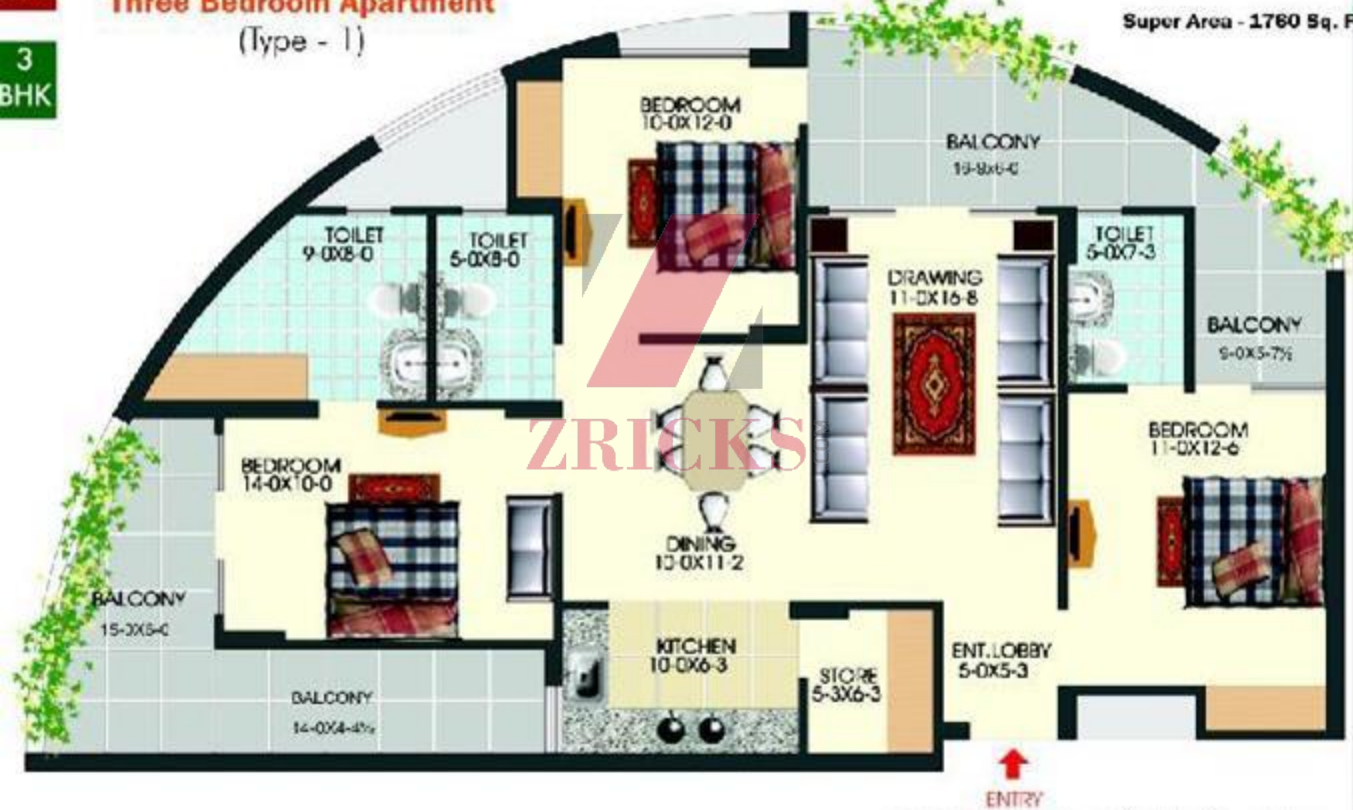 Three Bedroom Apartment
(Type - 1)
Super Area - 1760 Sq. F
3
BHK
BEDROOM
10-0X12-0
BALCONY
16-9x6-0
TOILET
9-0X8-0
TOILET
5-0X8-0
TOILET
5-0X7-3
DRAWING
11-0X16-8
BALCONY
9-0X5-7½
ZRICKS
BEDROOM
14-0X10-0
BEDROOM
11-0X12-6
DINING
10-0X11-2
BALCONY
15-0X6-0
KITCHEN
10-0X6-3
ENT.LOBBY
5-0X5-3
STORE
5-3X6-3
BALCONY
14-0X4-4½
ENTRY